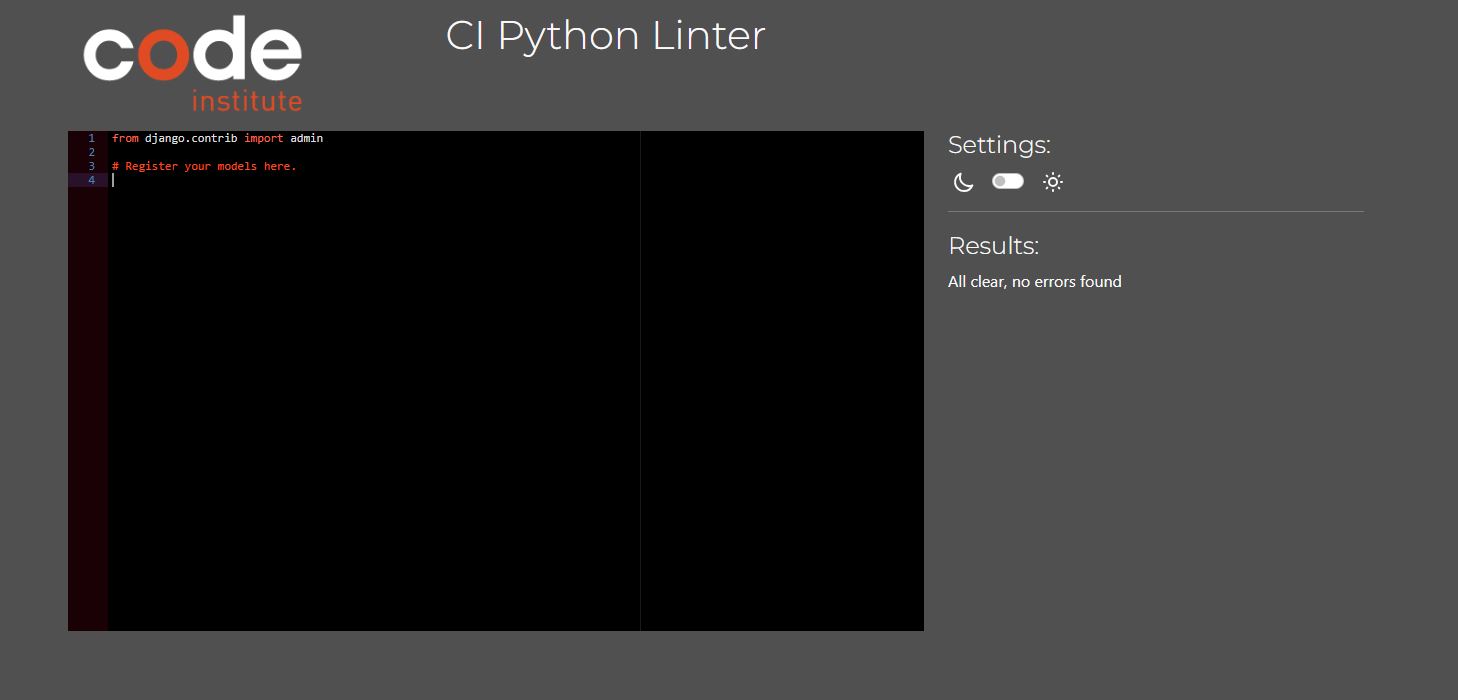 code
institute
CI Python Linter
1 from django.contrib import admin
2
3 # Register your models here.
4
Settings:
Results:
All clear, no errors found